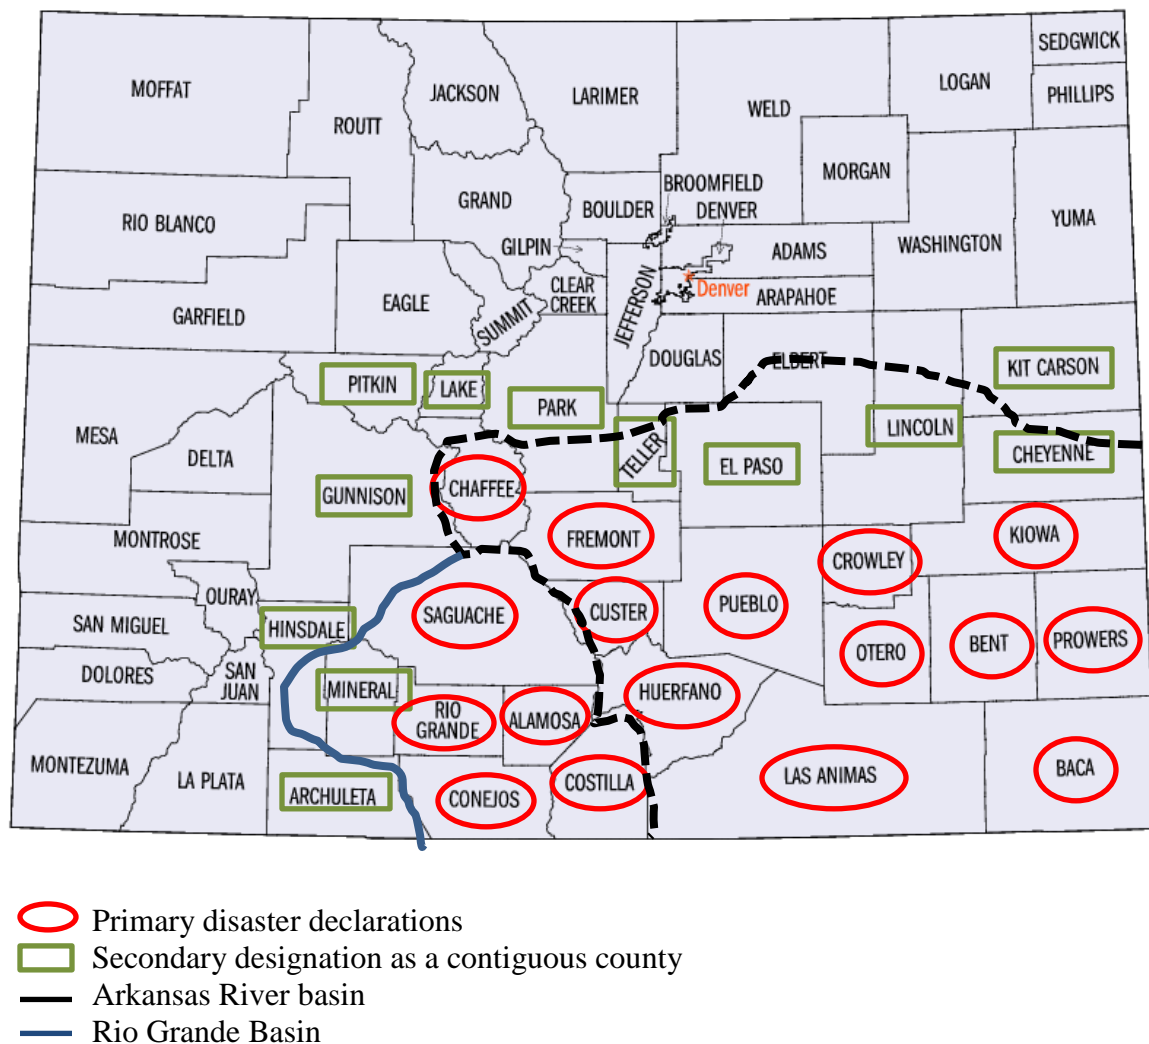 SEDGWICK
MOFFAT
JACKSON
LARIMER
LOGAN
PHILLIPS
WELD
ROUTT
MORGAN
BROOMFIELD
GRAND
BOULDER
DENVER
YUMA
RIO BLANCO
GILPIN
ADAMS
WASHINGTON
CLEAR
CREEK
JEFFERSON
Denver
ARAPAHOE
EAGLE
SUMMIT
GARFIELD
DOUGLAS
ELBERT
KIT CARSON
PITKIN
LAKE
PARK
LINCOLN
MESA
DELTA
TELLER
EL PASO
CHEYENNE
GUNNISON
CHAFFEE
MONTROSE
FREMONT
KIOWA
CROWLEY
OURAY
SAGUACHE
CUSTER
PUEBLO
SAN MIGUEL
HINSDALE
OTERO
BENT
PROWERS
DOLORES
SAN
JUAN
MINERAL
HUERFANO
RIO
GRANDE
ALAMOSA
MONTEZUMA
LA PLATA
ARCHULETA
CONEJOS
COSTILLA
LAS ANIMAS
BACA
Primary disaster declarations
Secondary designation as a contiguous county
Arkansas River basin
Rio Grande Basin